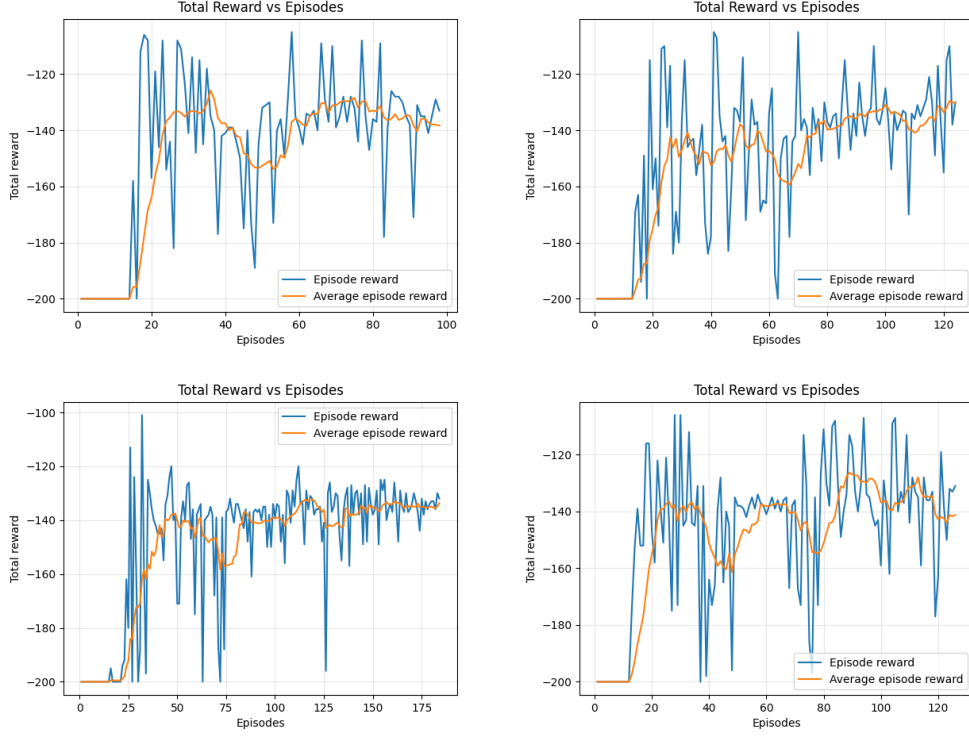 Total Reward vs Episodes
Total reward
−120
−140
−160
−180
−200
Episode reward
Average episode reward
0
20
40
60
80
100
Episodes
Total Reward vs Episodes
Total reward
−120
−140
−160
−180
−200
Episode reward
Average episode reward
0
20
40
60
80
100
120
Episodes
Total Reward vs Episodes
Total reward
−100
−120
−140
−160
−180
−200
Episode reward
Average episode reward
0
25
50
75
100
125
150
175
Episodes
Total Reward vs Episodes
Total reward
−120
−140
−160
−180
−200
Episode reward
Average episode reward
0
20
40
60
80
100
120
Episodes